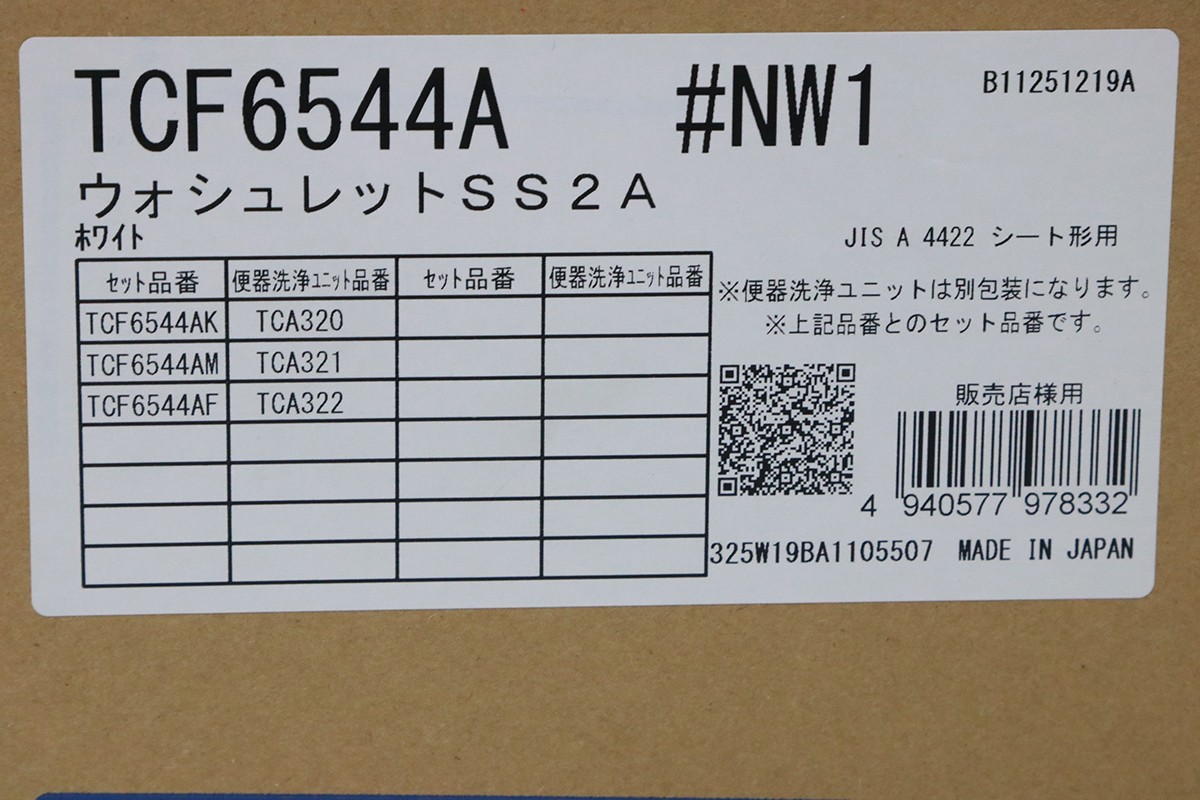 TCF6544A #NW1 B11251219A
ウォシュレットSS2A
ホワイト
JIS A 4422 シート形用
セット品番 便器洗浄ユニット品番 セット品番 便器洗浄ユニット品番
TCF6544AK TCA320
TCF6544AM TCA321
TCF6544AF TCA322
※便器洗浄ユニットは別包装になります。
※上記品番とのセット品番です。
販売店様用
4 940577 978332
325W19BA1105507 MADE IN JAPAN